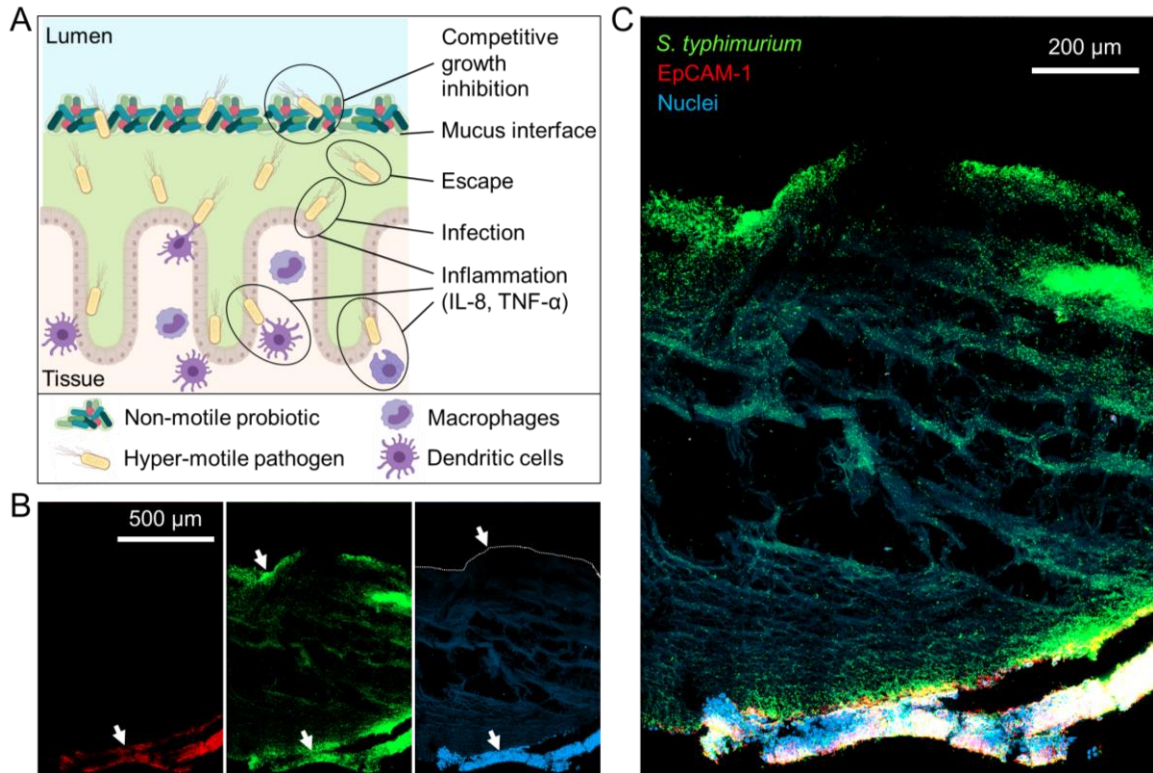 A
Lumen
Competitive
growth
inhibition
Mucus interface
Escape
Infection
Inflammation
(IL-8, TNF-α)
Tissue
Non-motile probiotic
Macrophages
Hyper-motile pathogen
Dendritic cells
B
500 µm
C
S. typhimurium
EpCAM-1
Nuclei
200 µm